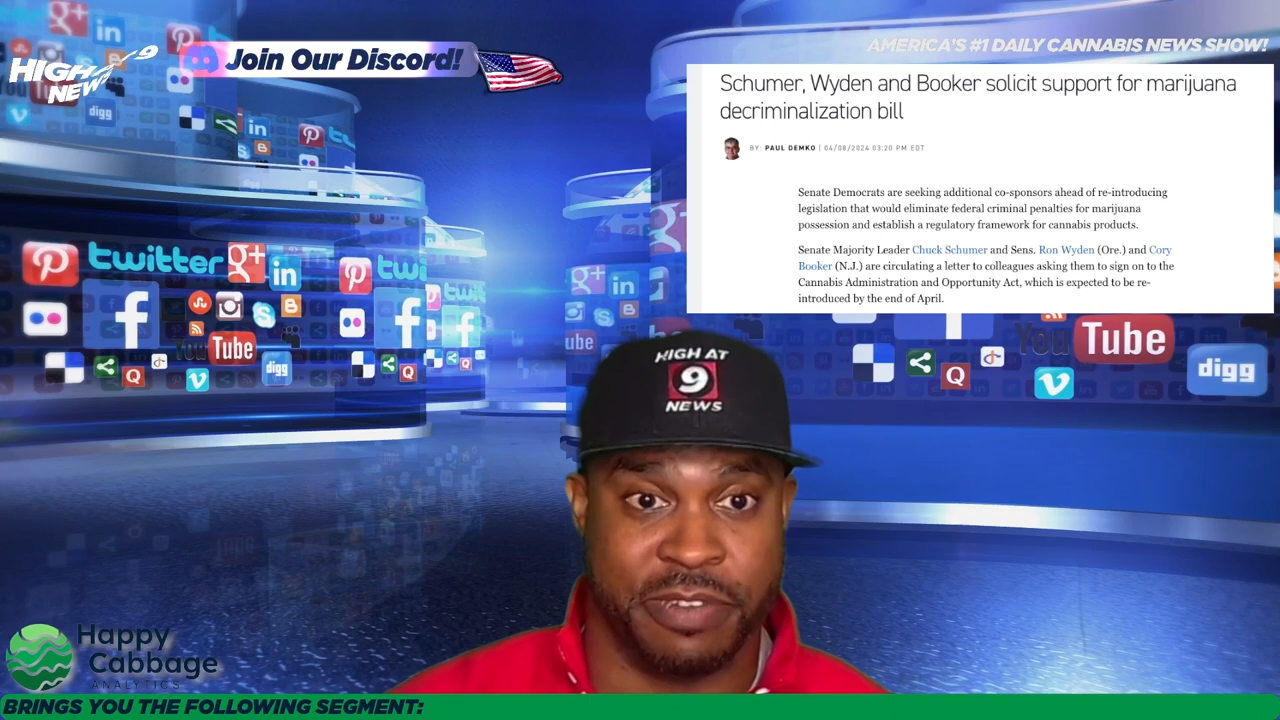 HIGH AT 9
NEWS
Join Our Discord!
AMERICA'S #1 DAILY CANNABIS NEWS SHOW!
Schumer, Wyden and Booker solicit support for marijuana
decriminalization bill
BY: PAUL DEMKO | 04/08/2024 03:20 PM EDT
Senate Democrats are seeking additional co-sponsors ahead of re-introducing
legislation that would eliminate federal criminal penalties for marijuana
possession and establish a regulatory framework for cannabis products.
Senate Majority Leader Chuck Schumer and Sens. Ron Wyden (Ore.) and Cory
Booker (N.J.) are circulating a letter to colleagues asking them to sign on to the
Cannabis Administration and Opportunity Act, which is expected to be re-
introduced by the end of April.
twitter
g+
in
You Tube
digg
You Tube
digg
HIGH AT
9
NEWS
Happy
Cabbage
ANALYTICS
BRINGS YOU THE FOLLOWING SEGMENT: